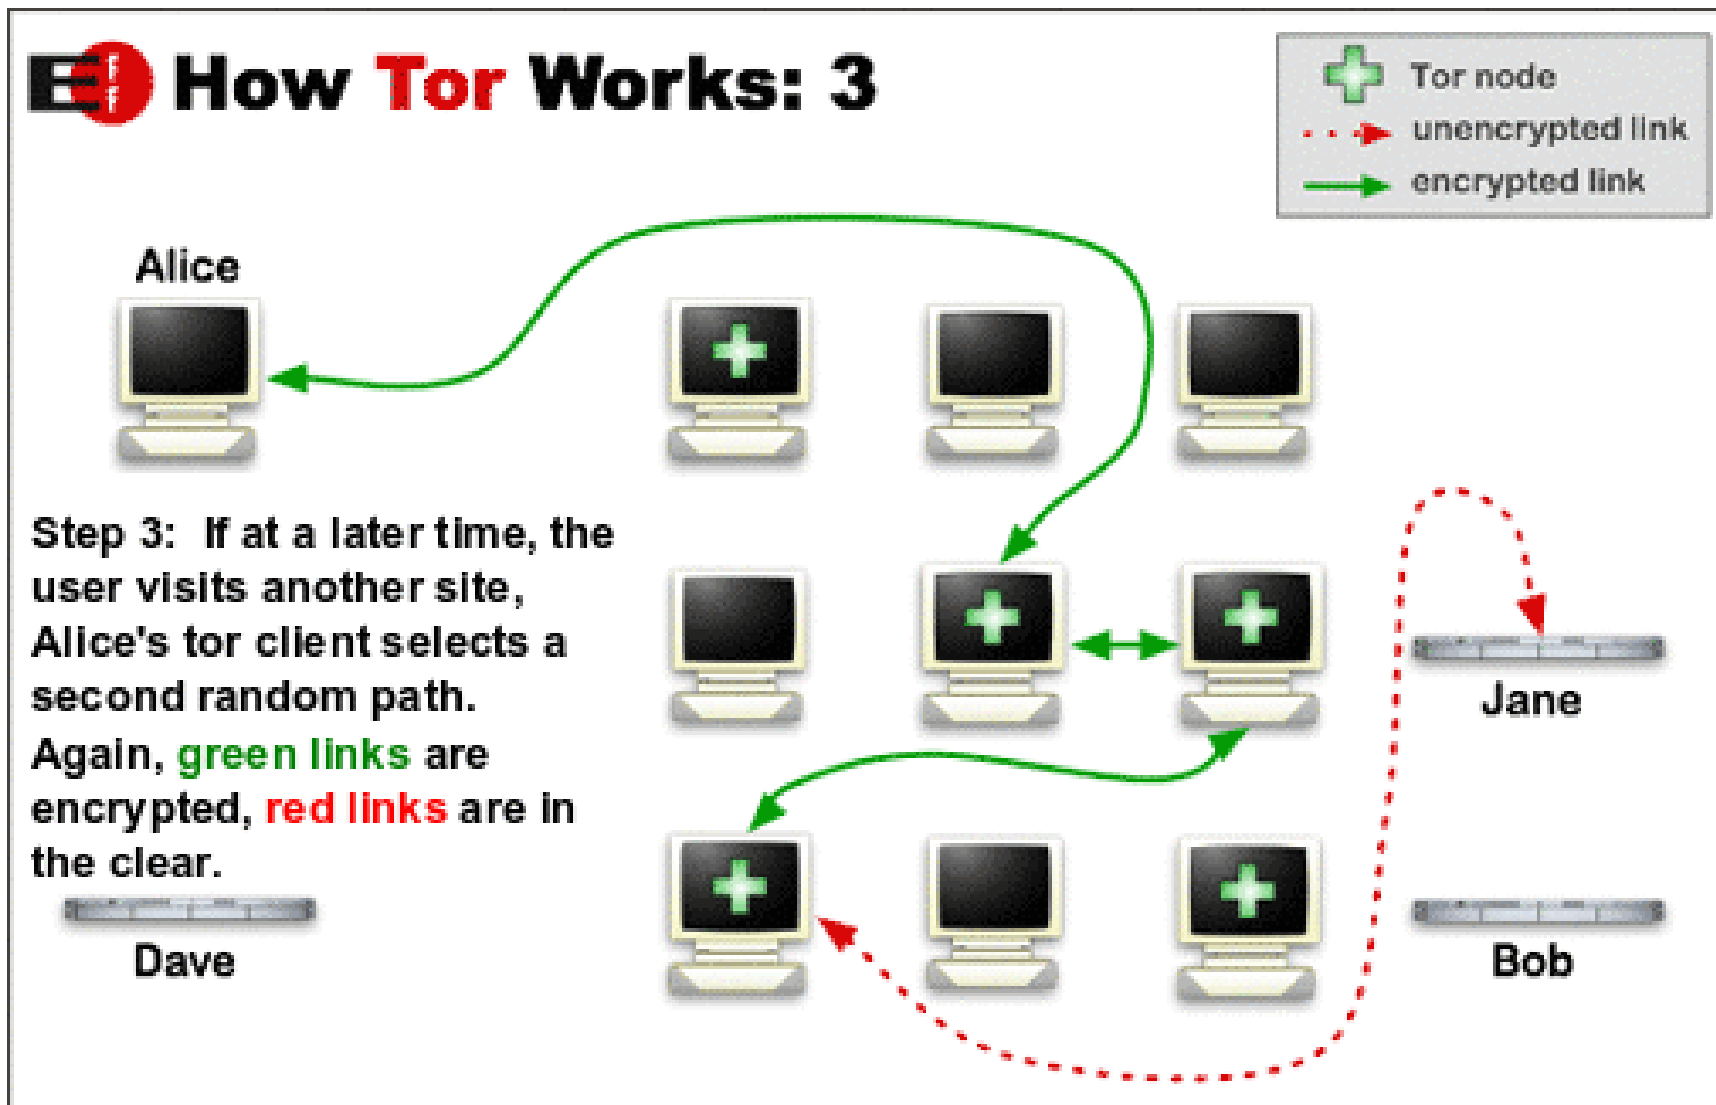 EFF How Tor Works: 3
Tor node
unencrypted link
encrypted link
Alice
Step 3: If at a later time, the
user visits another site,
Alice's tor client selects a
second random path.
Again, green links are
encrypted, red links are in
the clear.
Jane
Dave
Bob